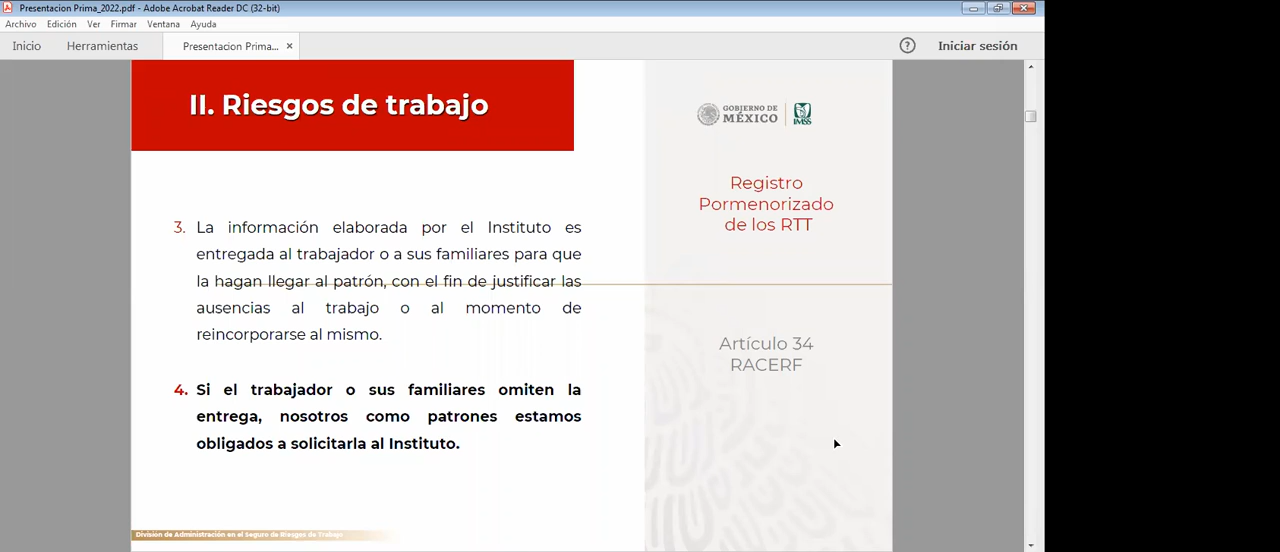 Presentacion Prima_2022.pdf - Adobe Acrobat Reader DC (32-bit)
Archivo Edición Ver Firmar Ventana Ayuda
Inicio Herramientas Presentacion Prima... × ? Iniciar sesión
II. Riesgos de trabajo
GOBIERNO DE
MÉXICO
IMSS
Registro
Pormenorizado
de los RTT
3. La información elaborada por el Instituto es
entregada al trabajador o a sus familiares para que
la hagan llegar al patrón, con el fin de justificar las
ausencias al trabajo o al momento de
reincorporarse al mismo.
Artículo 34
RACERF
4. Si el trabajador o sus familiares omiten la
entrega, nosotros como patrones estamos
obligados a solicitarla al Instituto.
División de Administración en el Seguro de Riesgos de Trabajo